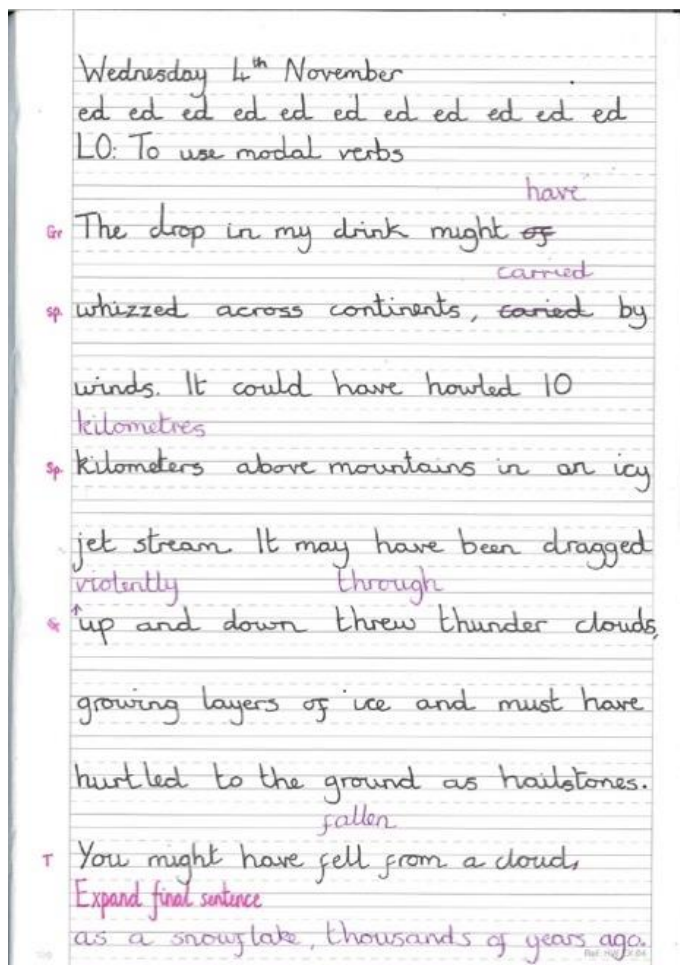 Wednesday 4th November
ed ed ed ed ed ed ed ed ed ed ed
LO: To use modal verbs
have
Gr The drop in my drink might of
carried
sp. whizzed across continents, caried by
winds. It could have howled 10
kilometres
Sp. kilometers above mountains in an icy
jet stream. It may have been dragged
violently through
up and down threw thunder clouds,
growing layers of ice and must have
hurtled to the ground as hailstones.
fallen
T You might have fell from a cloud,
Expand final sentence
as a snowflake, thousands of years ago.